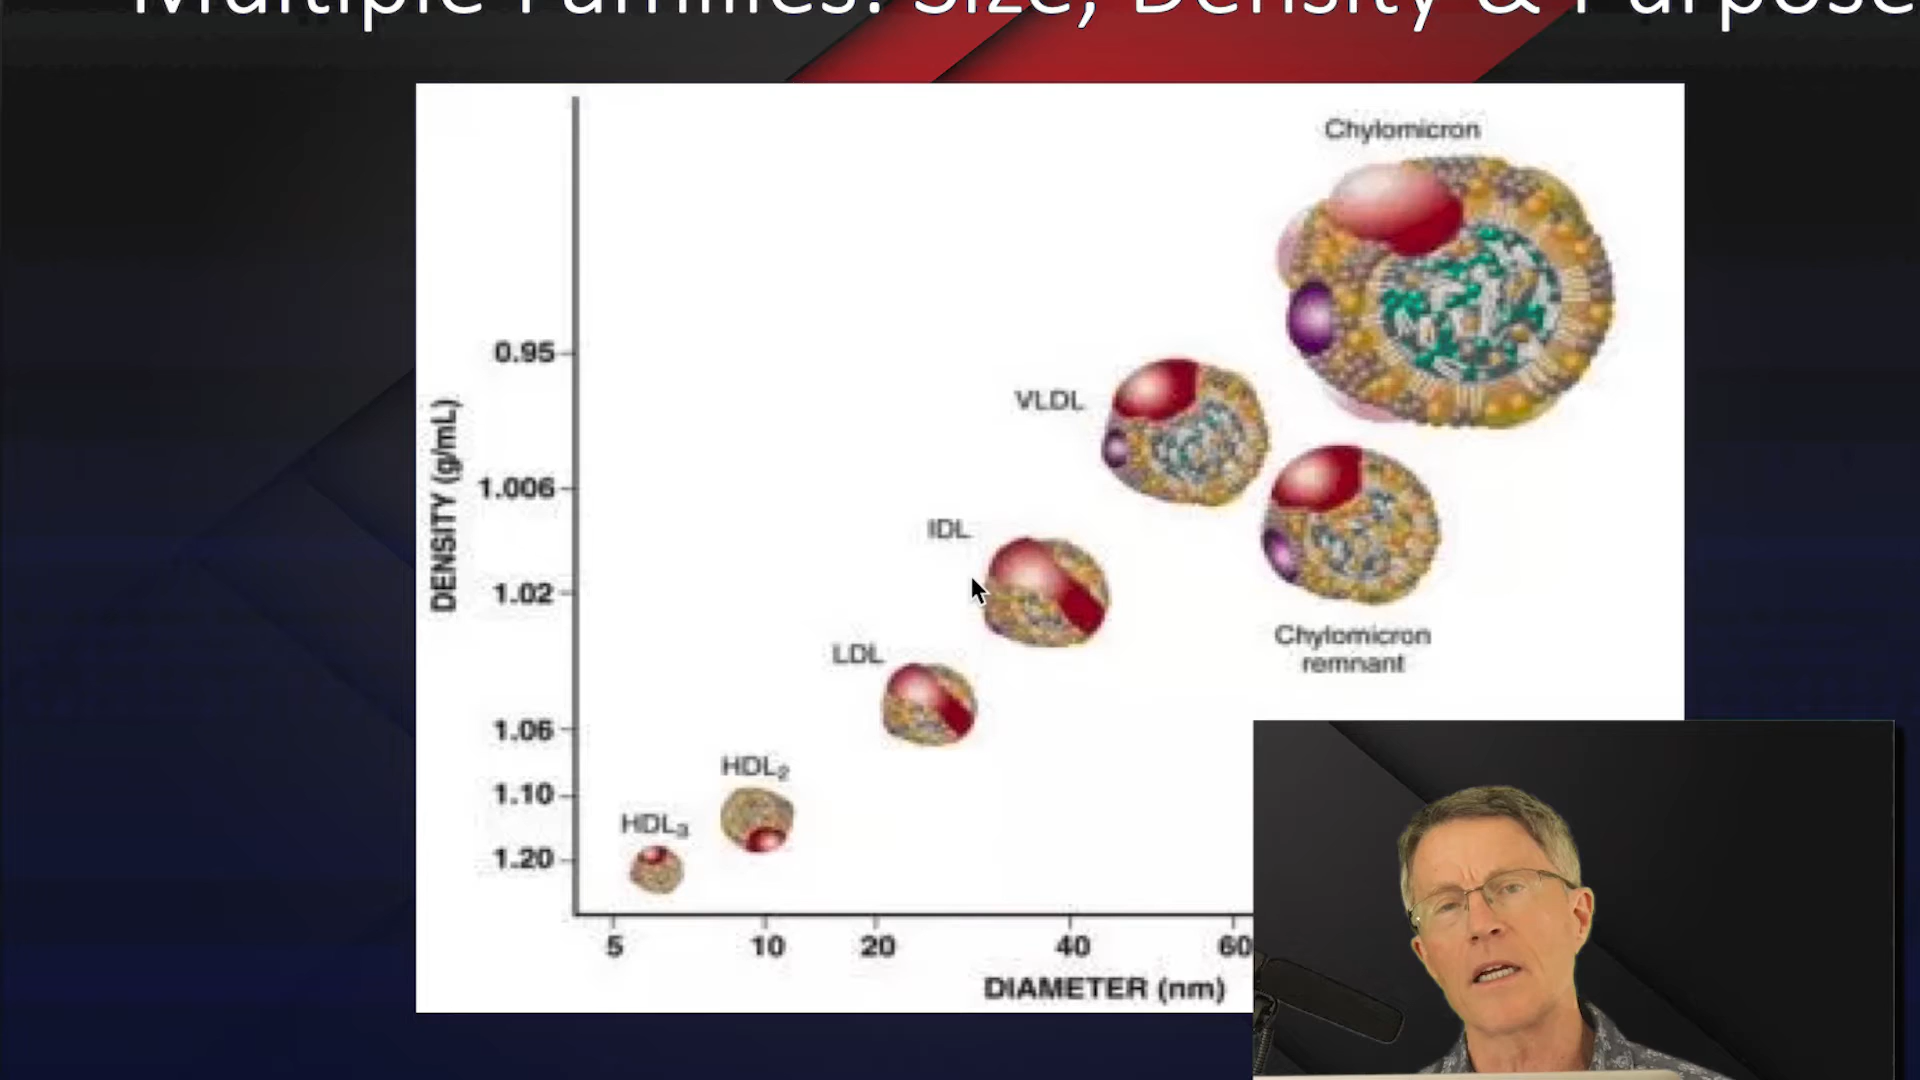 Multiple Families: Size, Density & Purpose
Chylomicron
0.95
VLDL
1.006
IDL
1.02
Chylomicron
remnant
LDL
1.06
HDL₂
1.10
HDL₃
1.20
DENSITY (g/mL)
5 10 20 40 60
DIAMETER (nm)